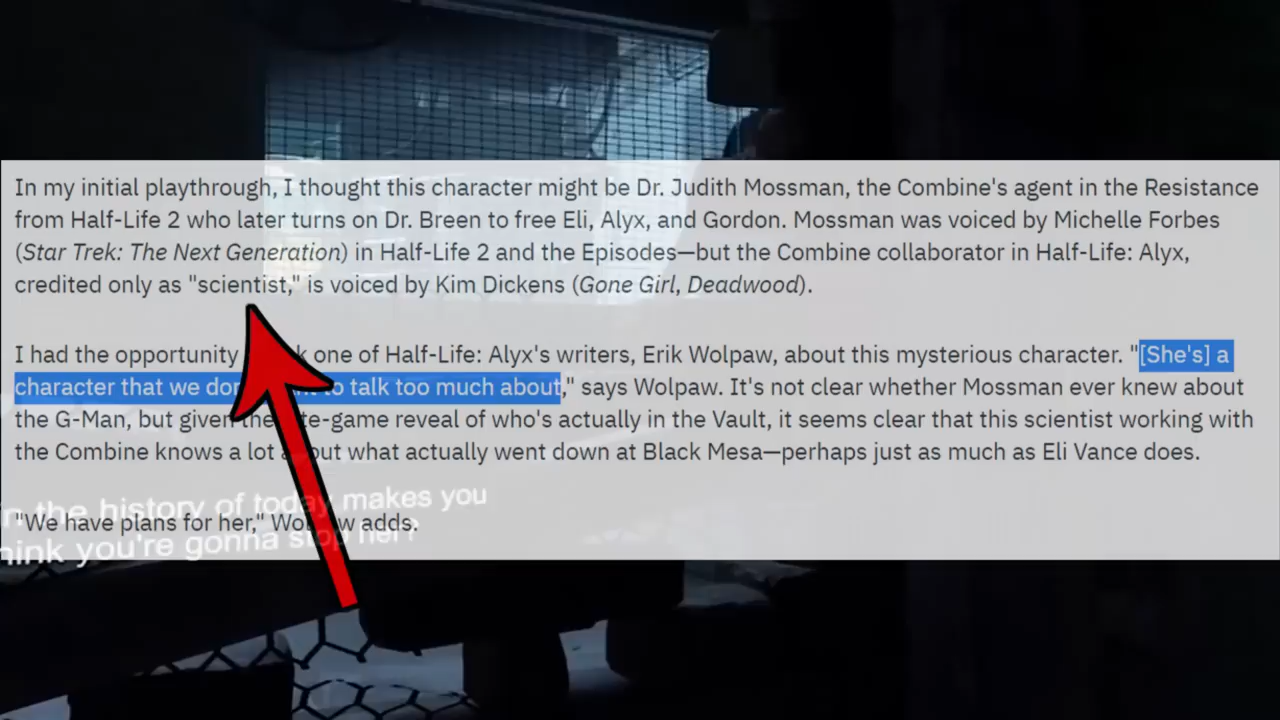 In my initial playthrough, I thought this character might be Dr. Judith Mossman, the Combine's agent in the Resistance
from Half-Life 2 who later turns on Dr. Breen to free Eli, Alyx, and Gordon. Mossman was voiced by Michelle Forbes
(Star Trek: The Next Generation) in Half-Life 2 and the Episodes—but the Combine collaborator in Half-Life: Alyx,
credited only as "scientist," is voiced by Kim Dickens (Gone Girl, Deadwood).
I had the opportunity one of Half-Life: Alyx's writers, Erik Wolpaw, about this mysterious character. "[She's] a
character that we to talk too much about," says Wolpaw. It's not clear whether Mossman ever knew about
the G-Man, but given the reveal of who's actually in the Vault, it seems clear that this scientist working with
the Combine knows a lot about what actually went down at Black Mesa—perhaps just as much as Eli Vance does.
in the history of today makes you
think you're gonna stop her?
"We have plans for her," Wolpaw adds.